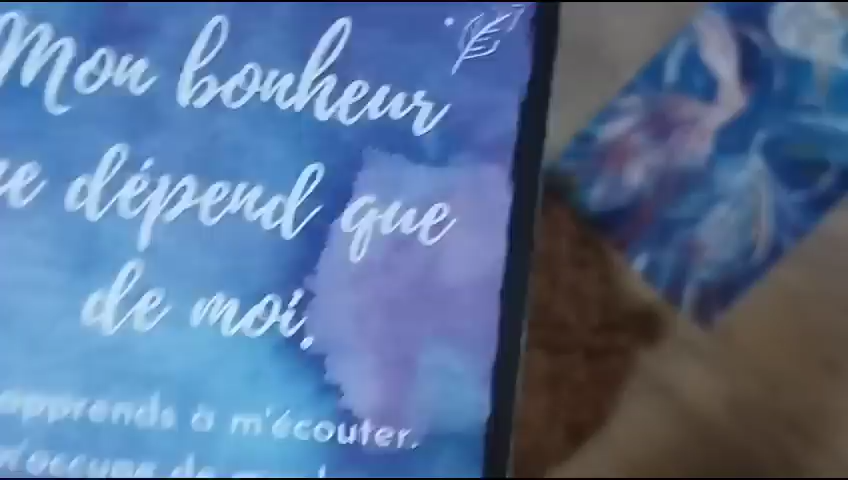 Mon bonheur
dépend que
de moi.
apprends à m'écouter.